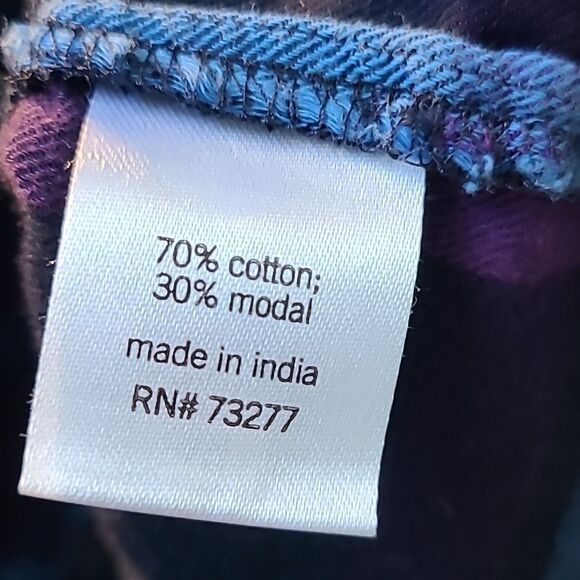 70% cotton;
30% modal
made in india
RN# 73277